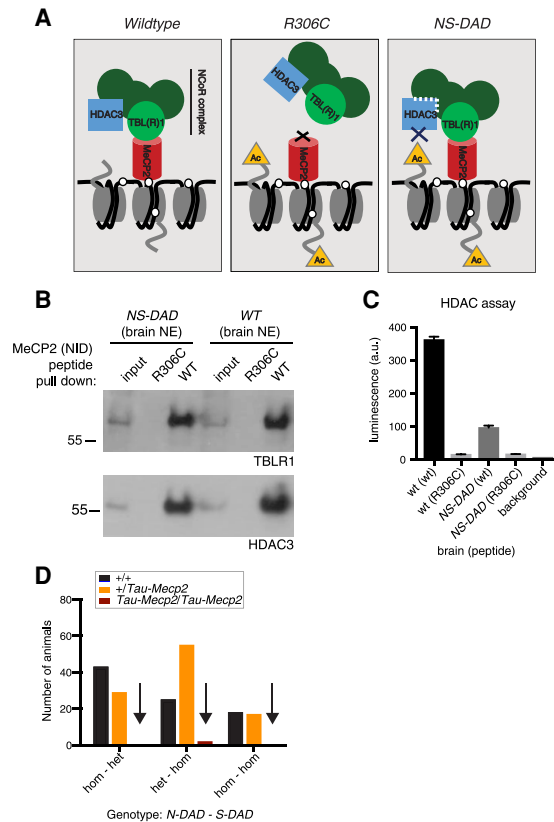 A
Wildtype
R306C
NS-DAD
HDAC3
TBL(R)1
MeCP2
NCoR complex
HDAC3
TBL(R)1
Ac
MeCP2
Ac
HDAC3
TBL(R)1
Ac
MeCP2
Ac
B
NS-DAD
(brain NE)
WT
(brain NE)
MeCP2 (NID)
peptide
pull down:
input
R306C
WT
input
R306C
WT
55
TBLR1
55
HDAC3
C
HDAC assay
luminescence (a.u.)
400
300
200
100
0
wt (wt)
wt (R306C)
NS-DAD (wt)
NS-DAD (R306C)
background
brain (peptide)
D
+/+
+/Tau-Mecp2
Tau-Mecp2/Tau-Mecp2
Number of animals
80
60
40
20
0
hom - het
het - hom
hom - hom
Genotype: N-DAD - S-DAD